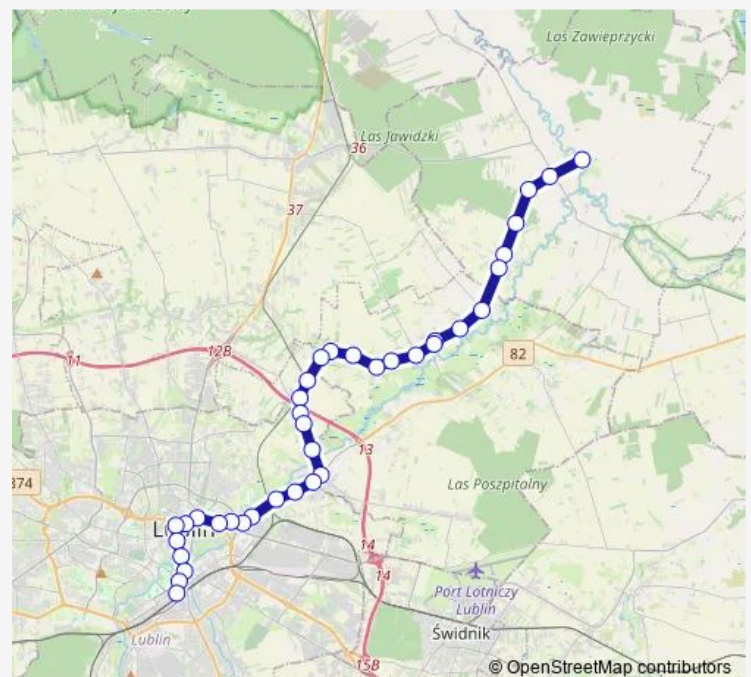 Las Zawieprzycki
Las Jawidzki
36
37
12B
11
82
13
874
Las Poszpitalny
Lublin
14
14
Port Lotniczy
Lublin
Świdnik
Lublin
15B
© OpenStreetMap contributors